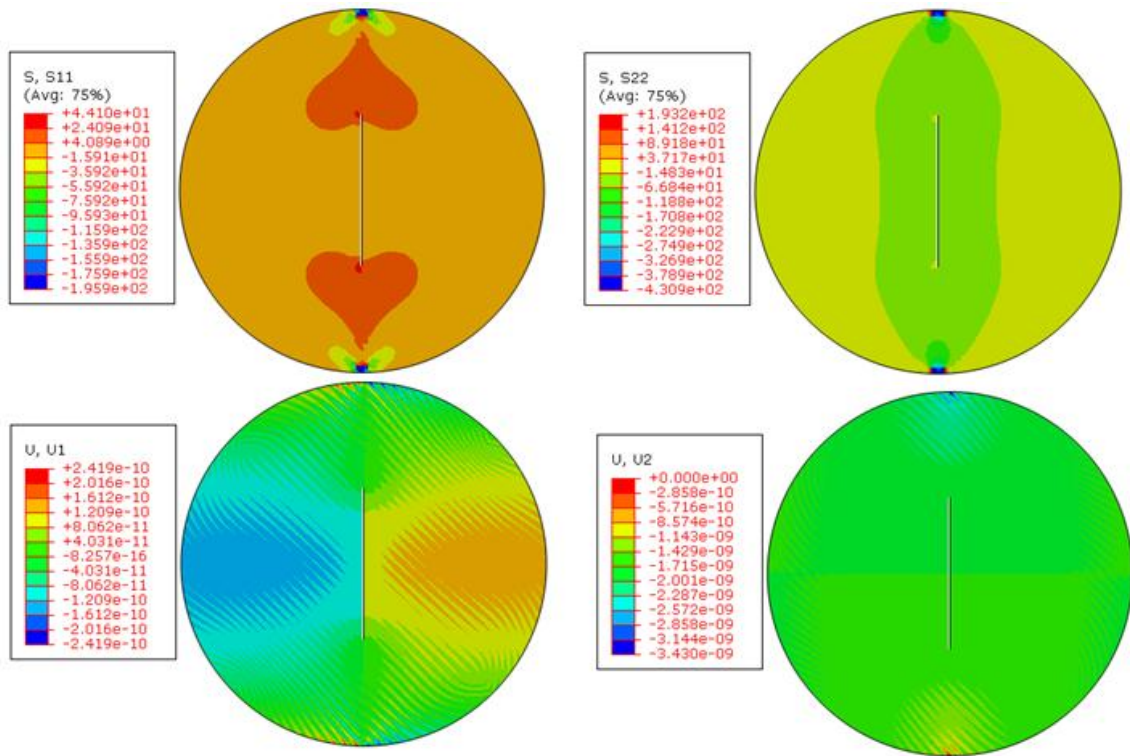 S, S11
(Avg: 75%)
+4.410e+01
+2.409e+01
+4.089e+00
-1.591e+01
-3.592e+01
-5.592e+01
-7.592e+01
-9.593e+01
-1.159e+02
-1.359e+02
-1.559e+02
-1.759e+02
-1.959e+02
S, S22
(Avg: 75%)
+1.932e+02
+1.412e+02
+8.918e+01
+3.717e+01
-1.483e+01
-6.684e+01
-1.188e+02
-1.708e+02
-2.229e+02
-2.749e+02
-3.269e+02
-3.789e+02
-4.309e+02
U, U1
+2.419e-10
+2.016e-10
+1.612e-10
+1.209e-10
+8.062e-11
+4.031e-11
-8.257e-16
-4.031e-11
-8.062e-11
-1.209e-10
-1.612e-10
-2.016e-10
-2.419e-10
U, U2
+0.000e+00
-2.858e-10
-5.716e-10
-8.574e-10
-1.143e-09
-1.429e-09
-1.715e-09
-2.001e-09
-2.287e-09
-2.572e-09
-2.858e-09
-3.144e-09
-3.430e-09